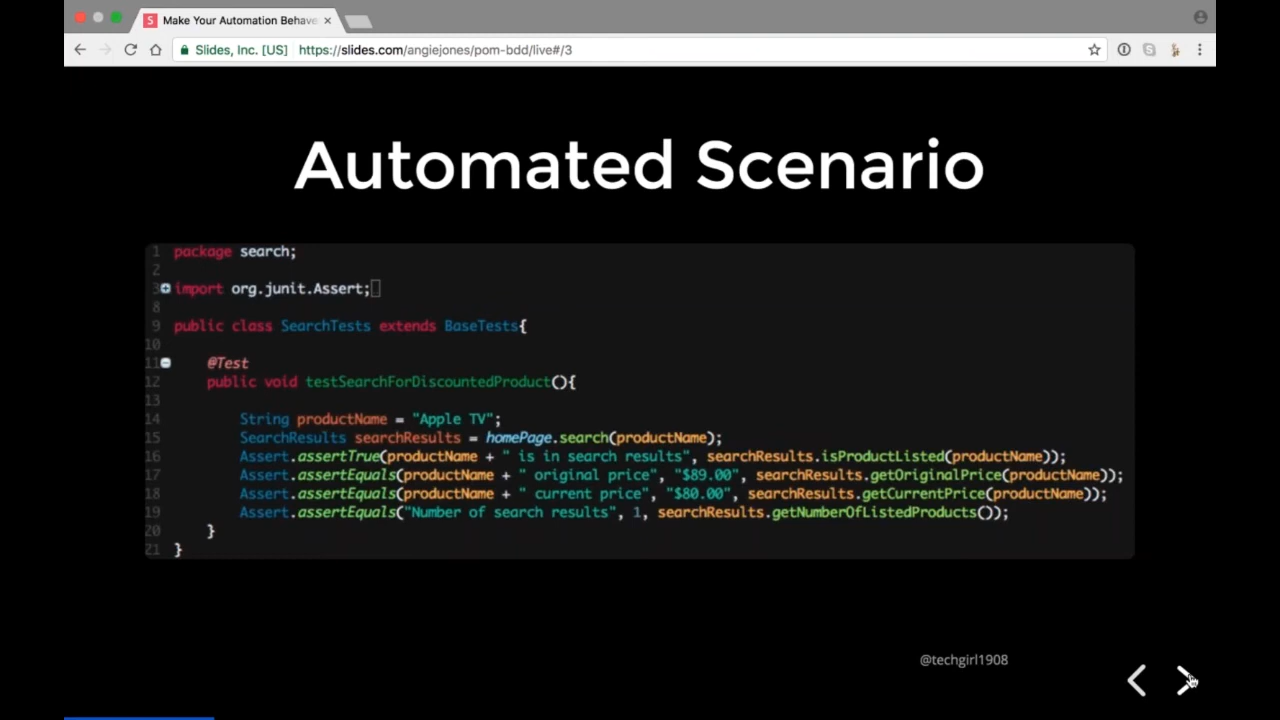 Make Your Automation Behave
Slides, Inc. [US] https://slides.com/angiejones/pom-bdd/live#/3
Automated Scenario
1 package search;
2
3 import org.junit.Assert;
8
9 public class SearchTests extends BaseTests{
10
11 @Test
12 public void testSearchForDiscountedProduct(){
13
14 String productName = "Apple TV";
15 SearchResults searchResults = homePage.search(productName);
16 Assert.assertTrue(productName + " is in search results", searchResults.isProductListed(productName));
17 Assert.assertEquals(productName + " original price", "$89.00", searchResults.getOriginalPrice(productName));
18 Assert.assertEquals(productName + " current price", "$80.00", searchResults.getCurrentPrice(productName));
19 Assert.assertEquals("Number of search results", 1, searchResults.getNumberOfListedProducts());
20 }
21 }
@techgirl1908